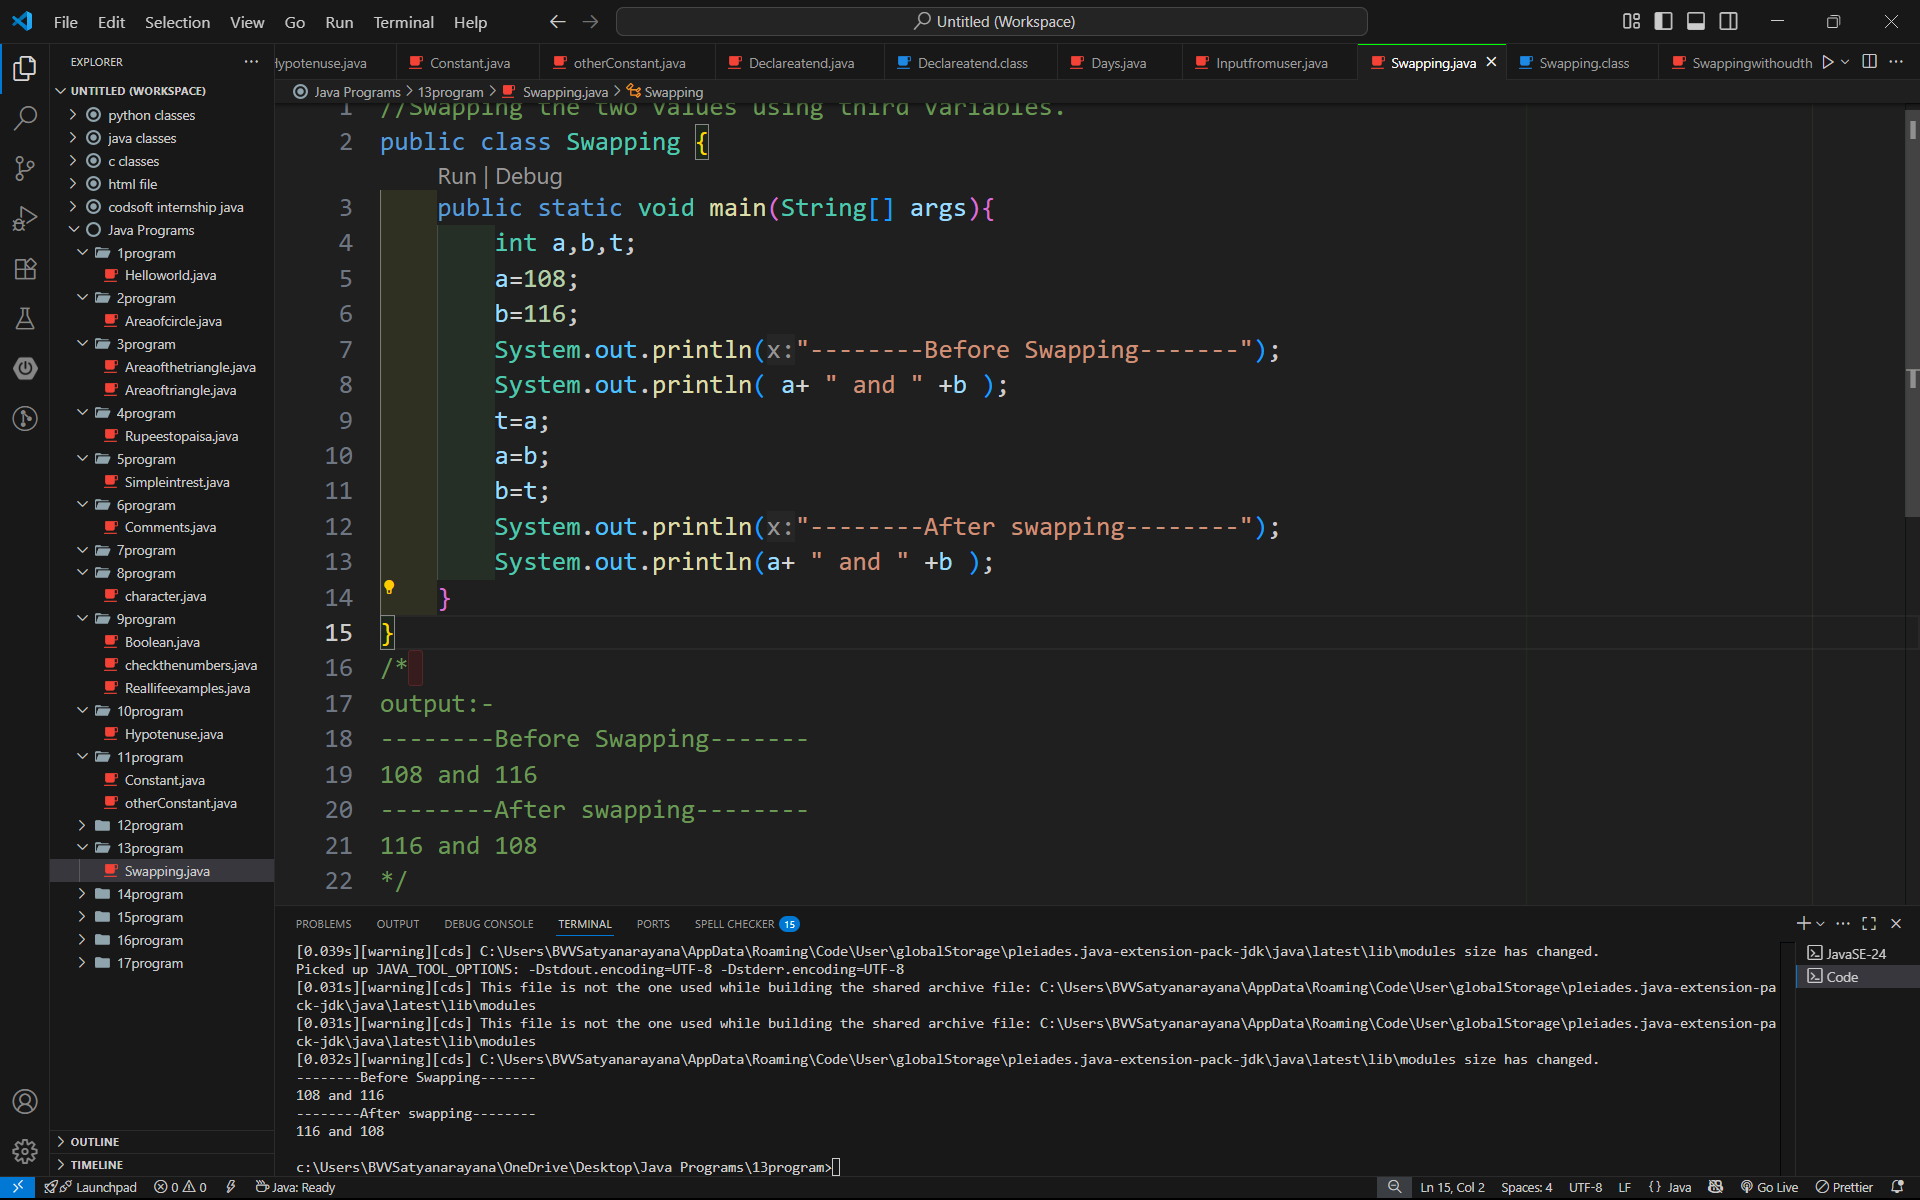 File Edit Selection View Go Run Terminal Help Untitled (Workspace)
EXPLORER
UNTITLED (WORKSPACE)
python classes
java classes
c classes
html file
codsoft internship java
Java Programs
1program
Helloworld.java
2program
Areaofcircle.java
3program
Areaofthetriangle.java
Areaoftriangle.java
4program
Rupeestopaisa.java
5program
Simpleintrest.java
6program
Comments.java
7program
8program
character.java
9program
Boolean.java
checkthenumbers.java
Reallifeexamples.java
10program
Hypotenuse.java
11program
Constant.java
otherConstant.java
12program
13program
Swapping.java
14program
15program
16program
17program
OUTLINE
TIMELINE
Hypotenuse.java Constant.java otherConstant.java Declareatend.java Declareatend.class Days.java Inputfromuser.java Swapping.java Swapping.class Swappingwithoudth
Java Programs > 13program > Swapping.java > Swapping
1 //Swapping the two values using third variables.
2 public class Swapping {
Run | Debug
3 public static void main(String[] args){
4 int a,b,t;
5 a=108;
6 b=116;
7 System.out.println(x:"--------Before Swapping-------");
8 System.out.println( a+ " and " +b );
9 t=a;
10 a=b;
11 b=t;
12 System.out.println(x:"--------After swapping--------");
13 System.out.println(a+ " and " +b );
14 }
15 }
16 /*
17 output:-
18 --------Before Swapping-------
19 108 and 116
20 --------After swapping--------
21 116 and 108
22 */
PROBLEMS OUTPUT DEBUG CONSOLE TERMINAL PORTS SPELL CHECKER 15
[0.039s][warning][cds] C:\Users\BVVSatyanarayana\AppData\Roaming\Code\User\globalStorage\pleiades.java-extension-pack-jdk\java\latest\lib\modules size has changed.
Picked up JAVA_TOOL_OPTIONS: -Dstdout.encoding=UTF-8 -Dstderr.encoding=UTF-8
[0.031s][warning][cds] This file is not the one used while building the shared archive file: C:\Users\BVVSatyanarayana\AppData\Roaming\Code\User\globalStorage\pleiades.java-extension-pa
ck-jdk\java\latest\lib\modules
[0.031s][warning][cds] This file is not the one used while building the shared archive file: C:\Users\BVVSatyanarayana\AppData\Roaming\Code\User\globalStorage\pleiades.java-extension-pa
ck-jdk\java\latest\lib\modules
[0.032s][warning][cds] C:\Users\BVVSatyanarayana\AppData\Roaming\Code\User\globalStorage\pleiades.java-extension-pack-jdk\java\latest\lib\modules size has changed.
--------Before Swapping-------
108 and 116
--------After swapping--------
116 and 108
c:\Users\BVVSatyanarayana\OneDrive\Desktop\Java Programs\13program>
JavaSE-24
Code
Launchpad 0 0 Java: Ready Ln 15, Col 2 Spaces: 4 UTF-8 LF {} Java Go Live Prettier